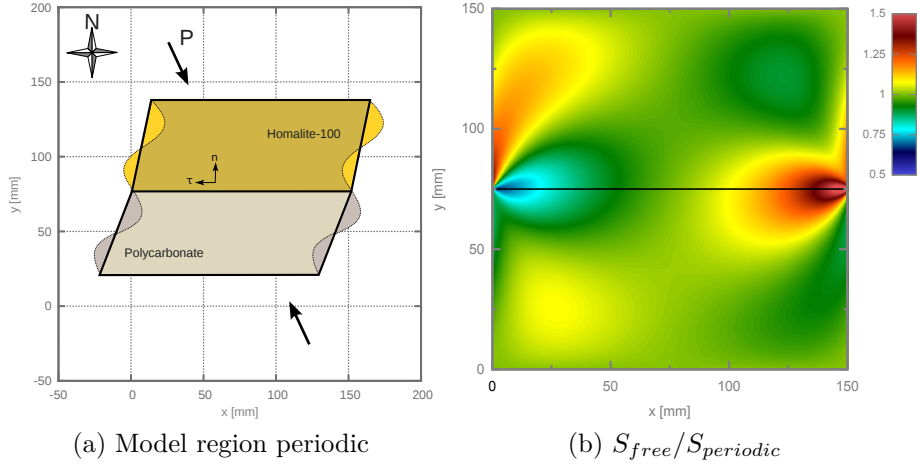 N
P
200
150
100
50
0
-50
y [mm]
Homalite-100
n
τ
Polycarbonate
-50 0 50 100 150 200
x [mm]
(a) Model region periodic
150
100
50
0
y
0 50 100 150
x [mm]
1.5
1.25
1
0.75
0.5
(b) S_free/S_periodic